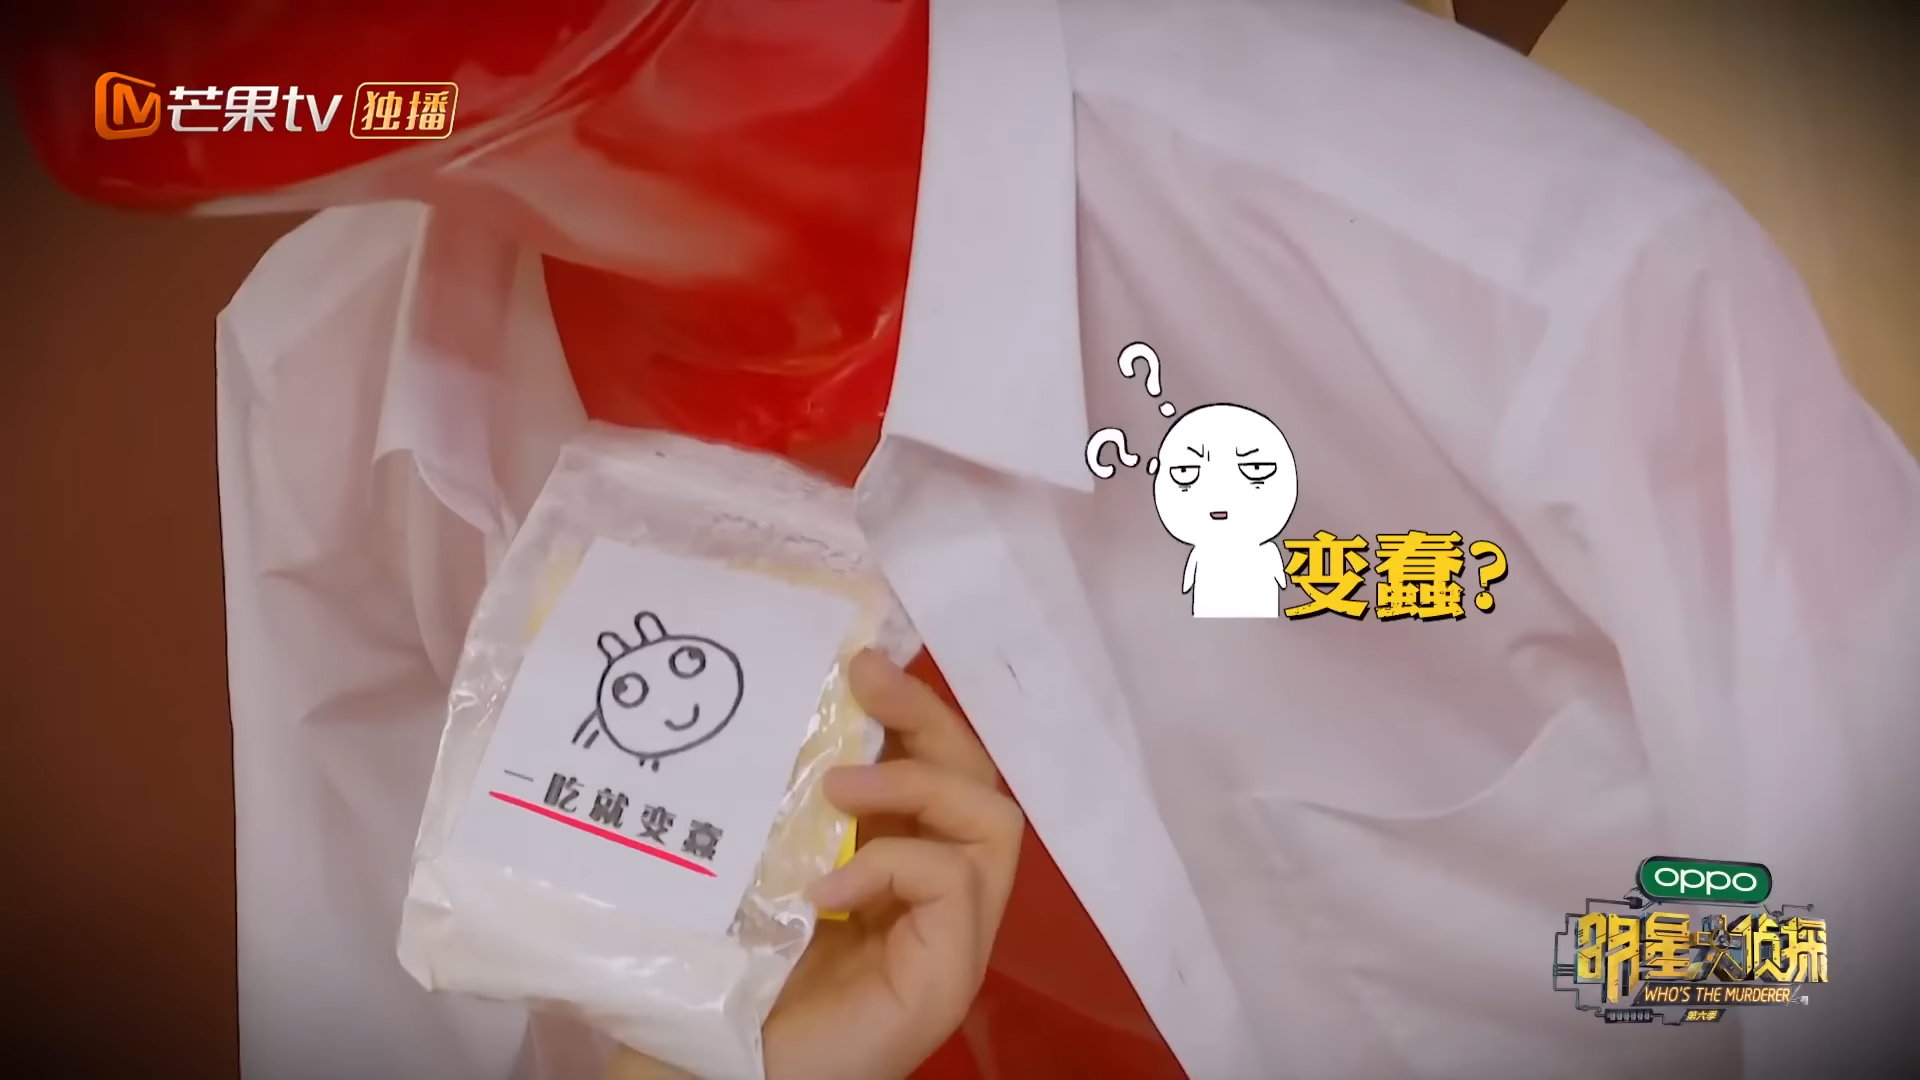 芒果tv 独播
??
变蠢?
一吃就变蠢
oppo
明星大侦探
WHO'S THE MURDERER
第六季